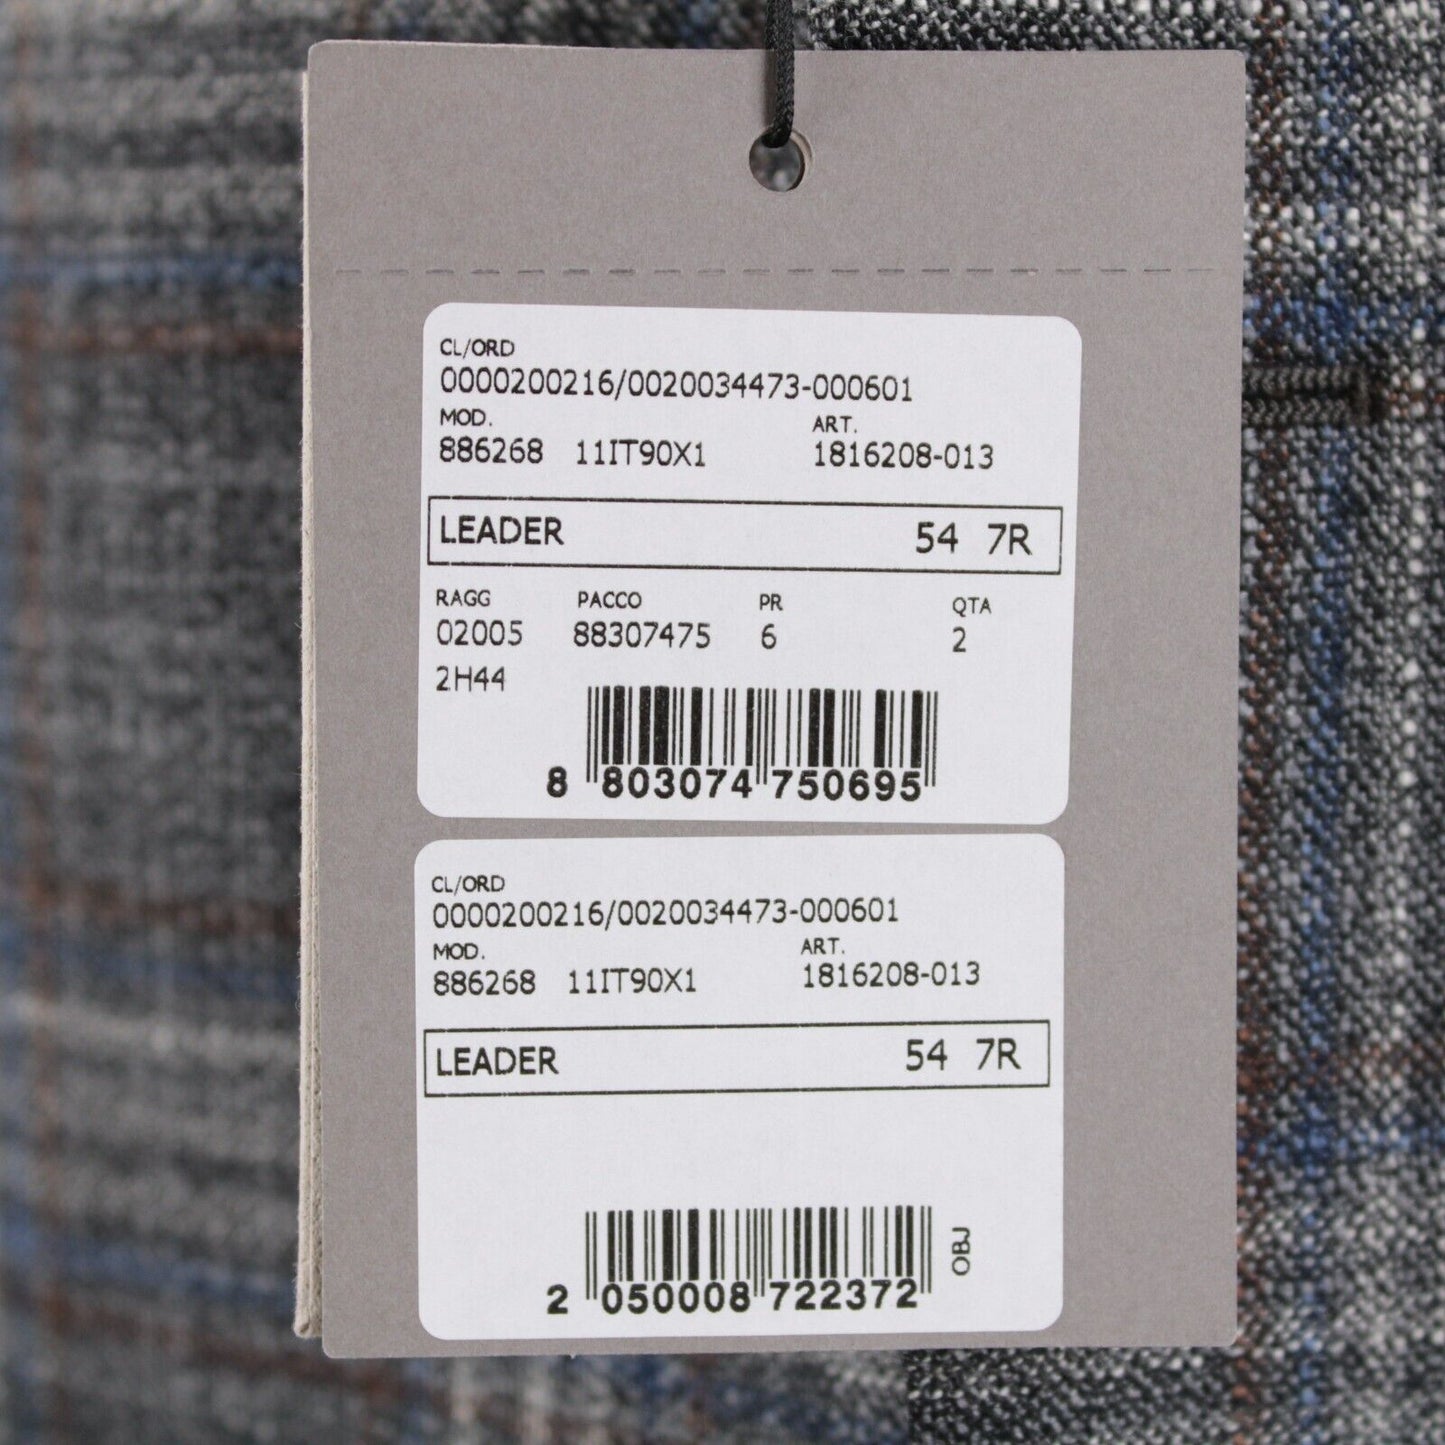 CL/ORD
0000200216/0020034473-000601
MOD. ART.
886268 11IT90X1 1816208-013
LEADER 54 7R
RAGG PACCO PR QTA
02005 88307475 6 2
2H44
8 803074 750695
CL/ORD
0000200216/0020034473-000601
MOD. ART.
886268 11IT90X1 1816208-013
LEADER 54 7R
OBJ
2 050008 722372